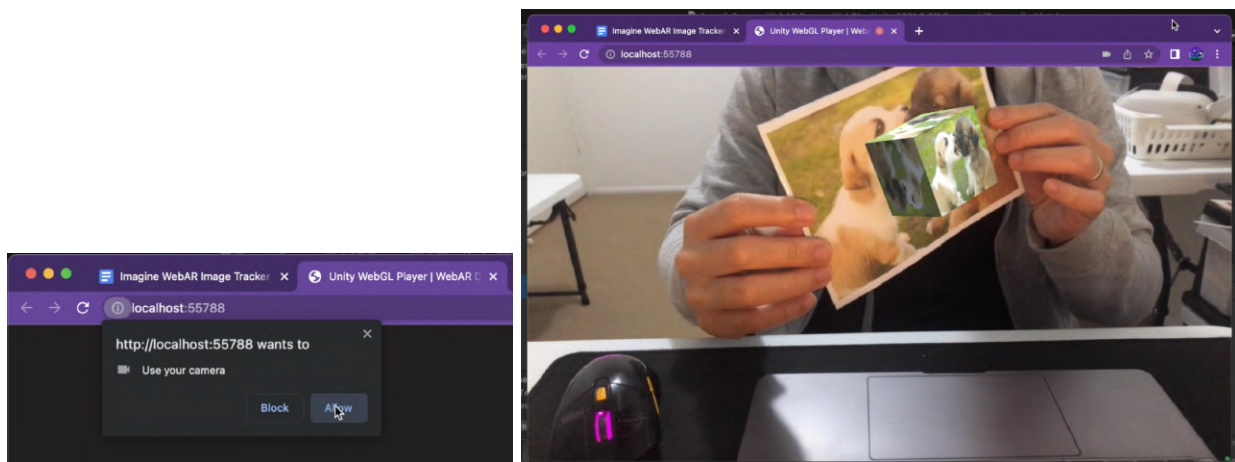 Imagine WebAR Image Tracker
Unity WebGL Player | WebAR D
localhost:55788
http://localhost:55788 wants to
Use your camera
Block
Allow
Imagine WebAR Image Tracker
Unity WebGL Player | Web
localhost:55788